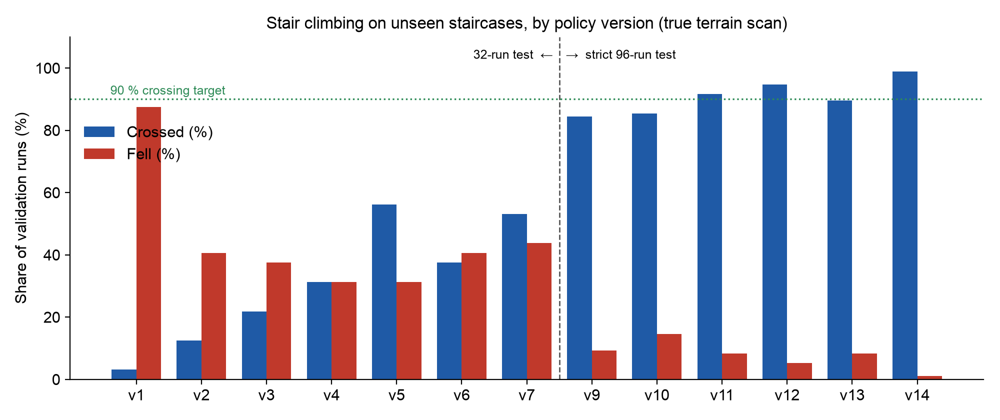 Stair climbing on unseen staircases, by policy version (true terrain scan)
32-run test ← → strict 96-run test
90 % crossing target
Crossed (%)
Fell (%)
Share of validation runs (%)
100
80
60
40
20
0
v1 v2 v3 v4 v5 v6 v7 v9 v10 v11 v12 v13 v14